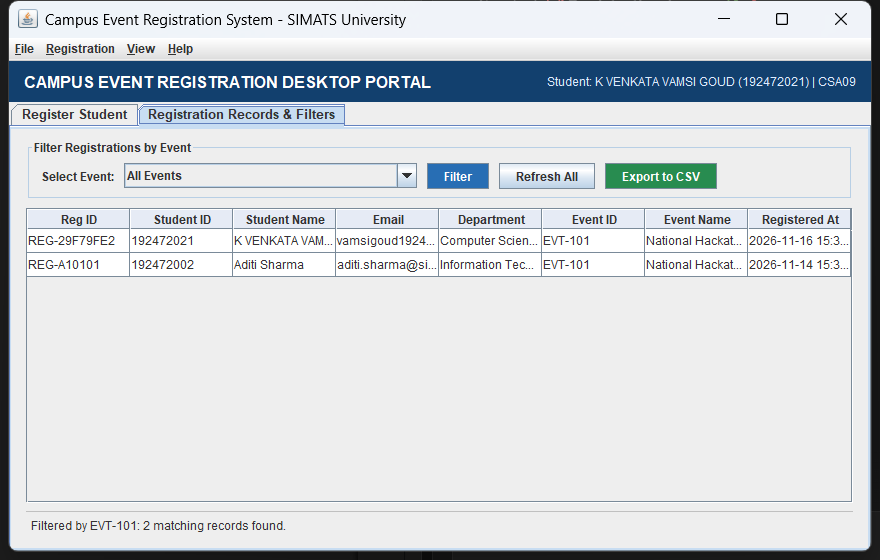 Campus Event Registration System - SIMATS University
File Registration View Help
CAMPUS EVENT REGISTRATION DESKTOP PORTAL Student: K VENKATA VAMSI GOUD (192472021) | CSA09
Register Student Registration Records & Filters
Filter Registrations by Event
Select Event: All Events Filter Refresh All Export to CSV
Reg ID Student ID Student Name Email Department Event ID Event Name Registered At
REG-29F79FE2 192472021 K VENKATA VAM... vamsigoud1924... Computer Scien... EVT-101 National Hackat... 2026-11-16 15:3...
REG-A10101 192472002 Aditi Sharma aditi.sharma@si... Information Tec... EVT-101 National Hackat... 2026-11-14 15:3...
Filtered by EVT-101: 2 matching records found.